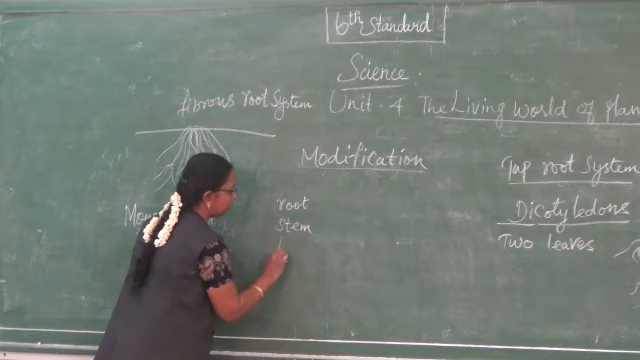 6th Standard
Science:
fibrous root System
Unit. 4 The Living World of Plan
Modification
Tap root System
root
Dicotyledons
Stem
Two leaves